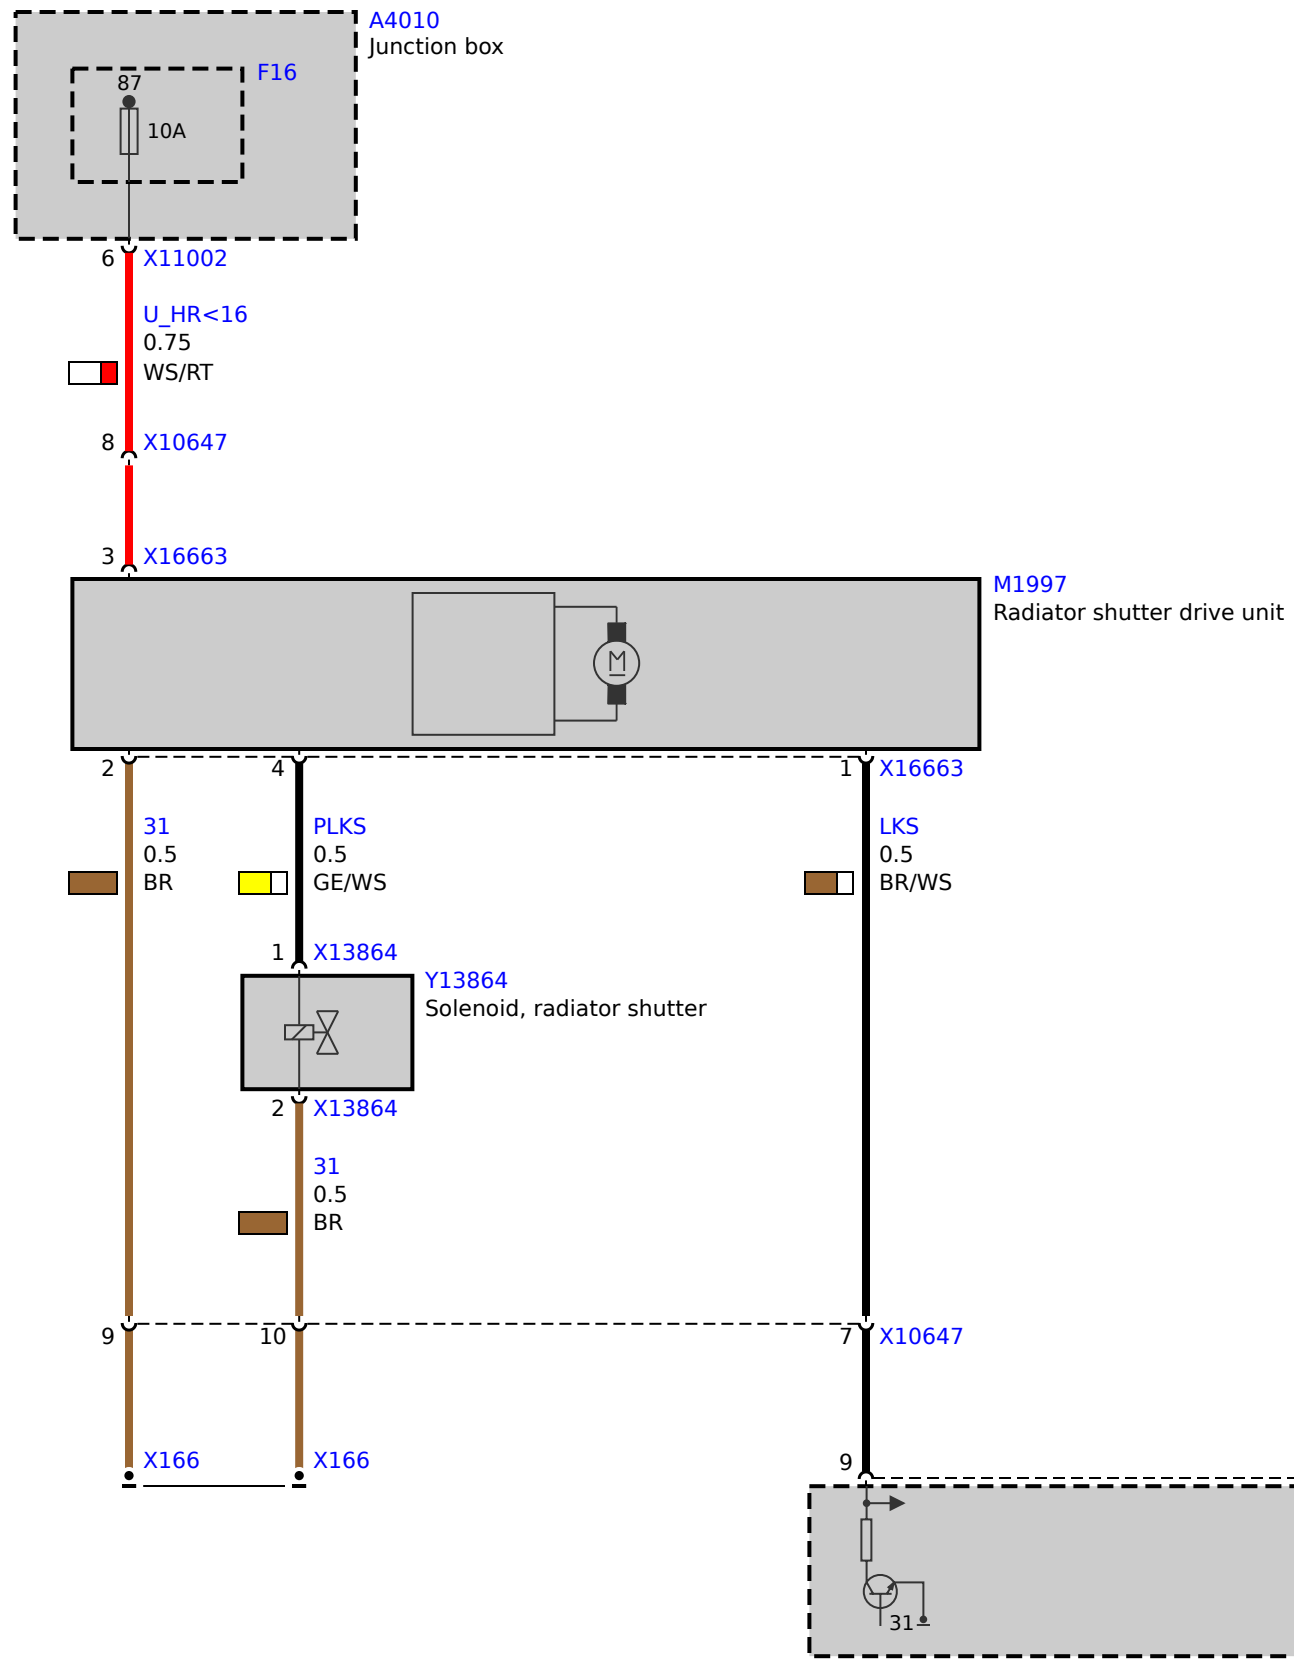 A4010
Junction box
F16
87
10A
6 X11002
U_HR<16
0.75
WS/RT
8 X10647
3 X16663
M1997
Radiator shutter drive unit
M
2 4 1 X16663
31 PLKS LKS
0.5 0.5 0.5
BR GE/WS BR/WS
1 X13864
Y13864
Solenoid, radiator shutter
2 X13864
31
0.5
BR
9 10 7 X10647
X166 X166 9
31